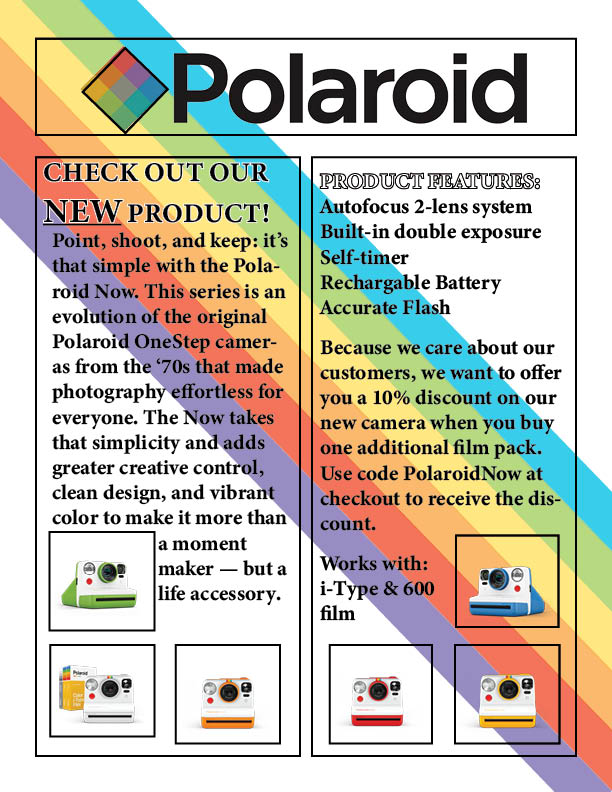 Polaroid
CHECK OUT OUR
NEW PRODUCT!
Point, shoot, and keep: it’s
that simple with the Pola-
roid Now. This series is an
evolution of the original
Polaroid OneStep camer-
as from the ‘70s that made
photography effortless for
everyone. The Now takes
that simplicity and adds
greater creative control,
clean design, and vibrant
color to make it more than
a moment
maker — but a
life accessory.
Polaroid
PRODUCT FEATURES:
Autofocus 2-lens system
Built-in double exposure
Self-timer
Rechargable Battery
Accurate Flash
Because we care about our
customers, we want to offer
you a 10% discount on our
new camera when you buy
one additional film pack.
Use code PolaroidNow at
checkout to receive the dis-
count.
Works with:
i-Type & 600
film